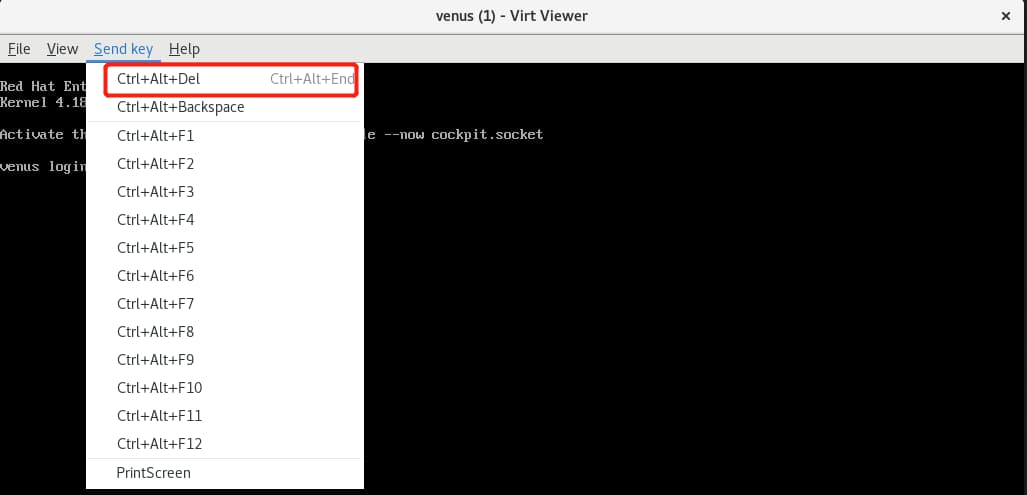 venus (1) - Virt Viewer ×
File View Send key Help
Ctrl+Alt+Del Ctrl+Alt+End
Red Hat Ent
Kernel 4.18
Ctrl+Alt+Backspace
Activate th
Ctrl+Alt+F1
e --now cockpit.socket
venus login
Ctrl+Alt+F2
Ctrl+Alt+F3
Ctrl+Alt+F4
Ctrl+Alt+F5
Ctrl+Alt+F6
Ctrl+Alt+F7
Ctrl+Alt+F8
Ctrl+Alt+F9
Ctrl+Alt+F10
Ctrl+Alt+F11
Ctrl+Alt+F12
PrintScreen